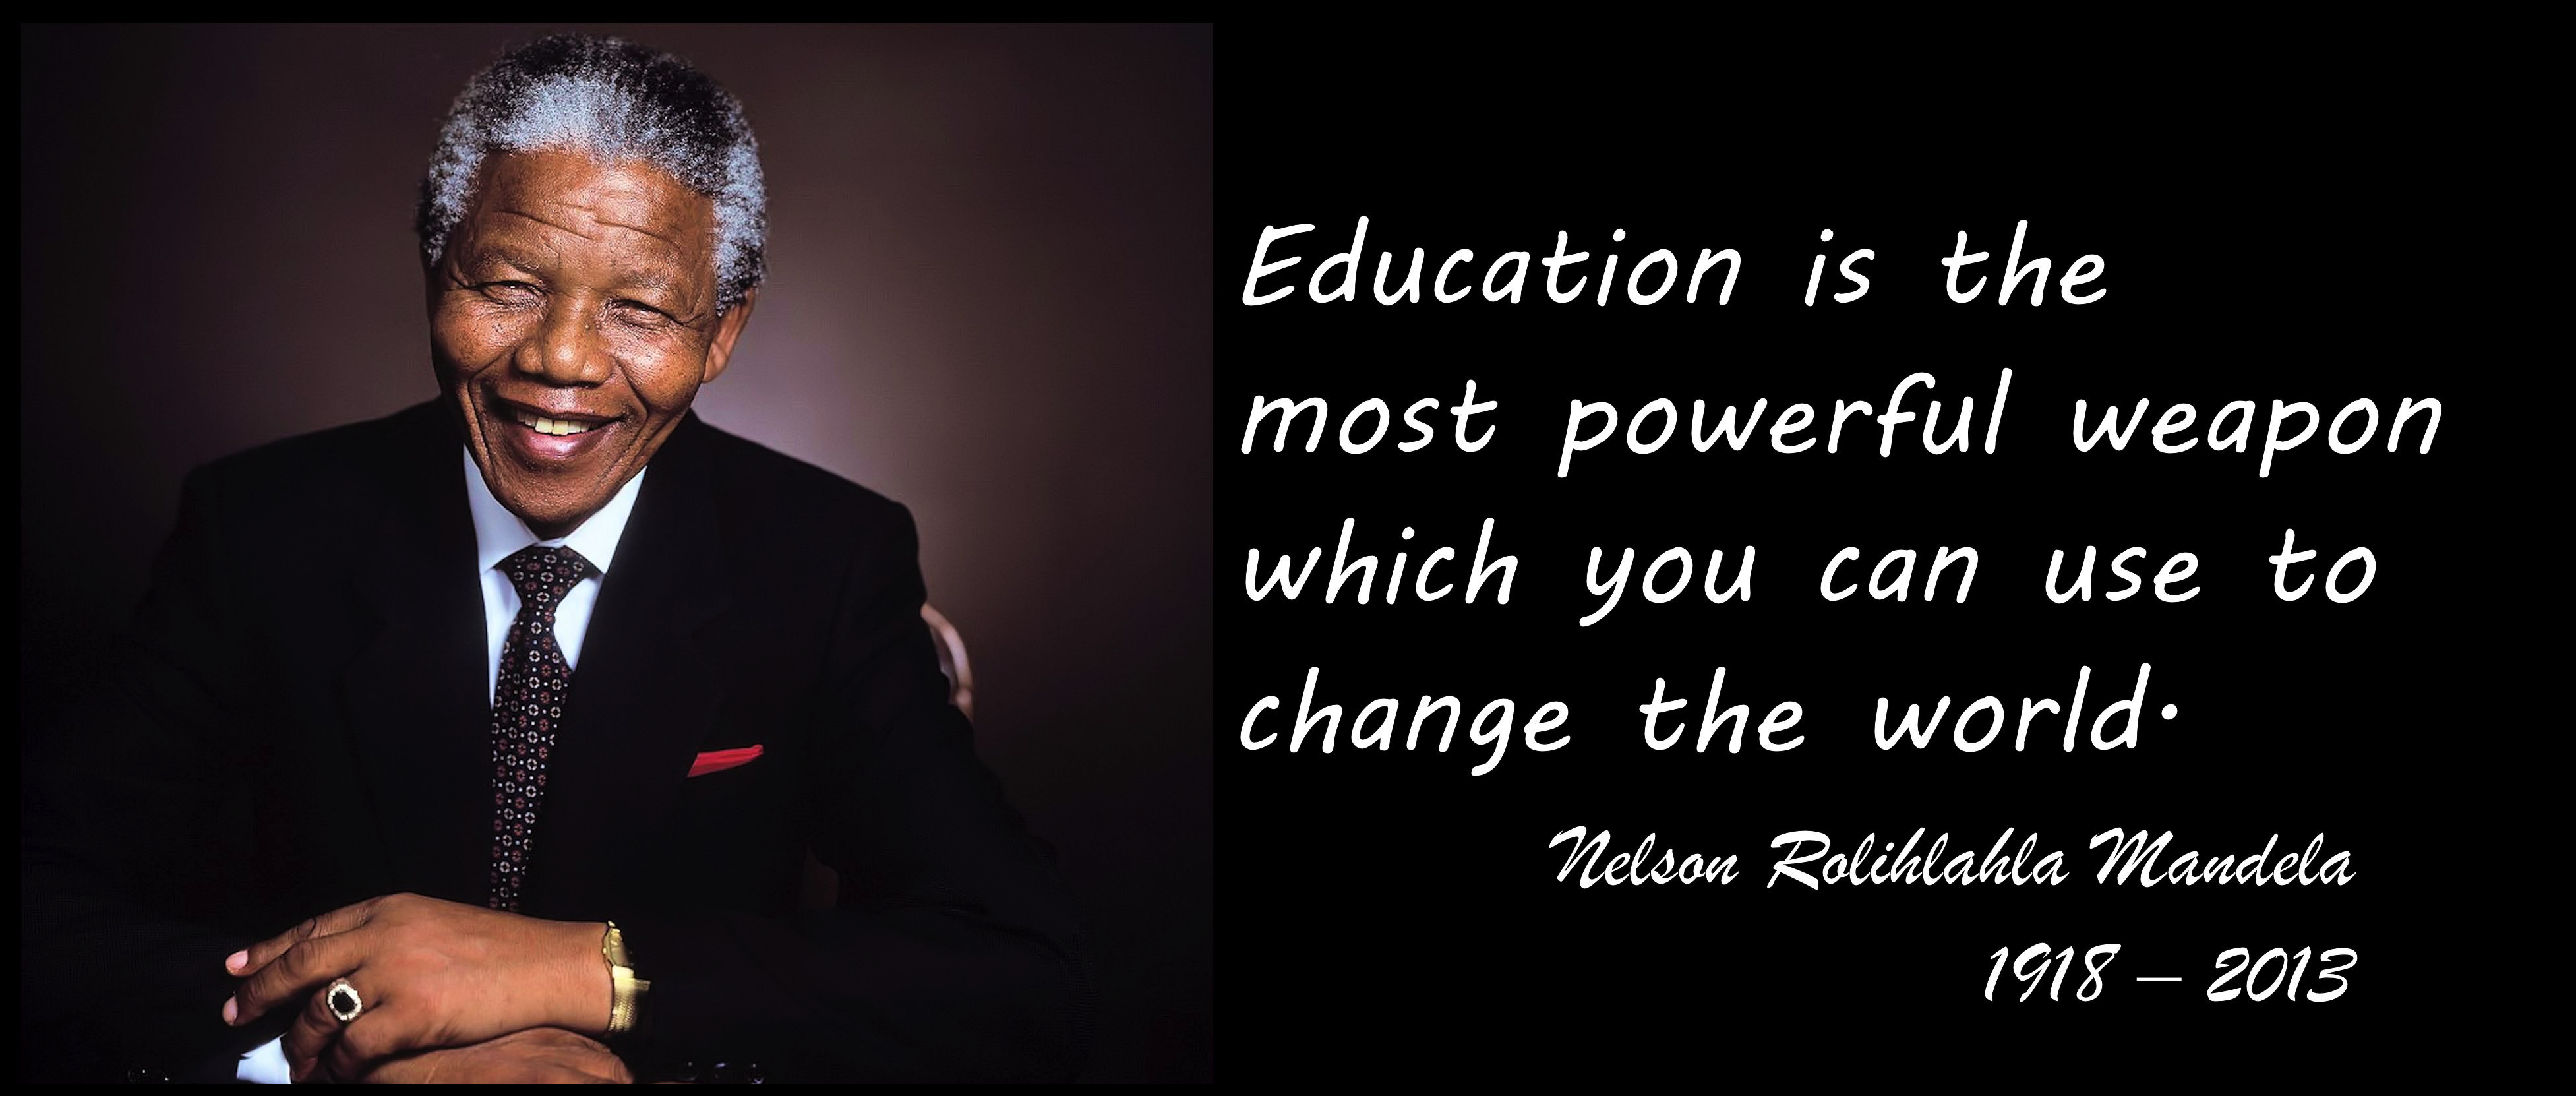 Education is the
most powerful weapon
which you can use to
change the world.
Nelson Rolihlahla Mandela
1918 – 2013